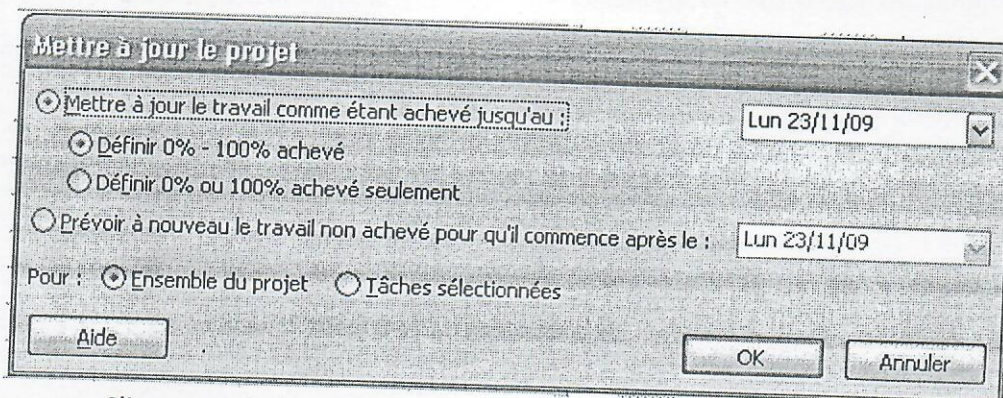 Mettre à jour le projet
Mettre à jour le travail comme étant achevé jusqu'au : Lun 23/11/09
Définir 0% - 100% achevé
Définir 0% ou 100% achevé seulement
Prévoir à nouveau le travail non achevé pour qu'il commence après le : Lun 23/11/09
Pour : Ensemble du projet Tâches sélectionnées
Aide OK Annuler